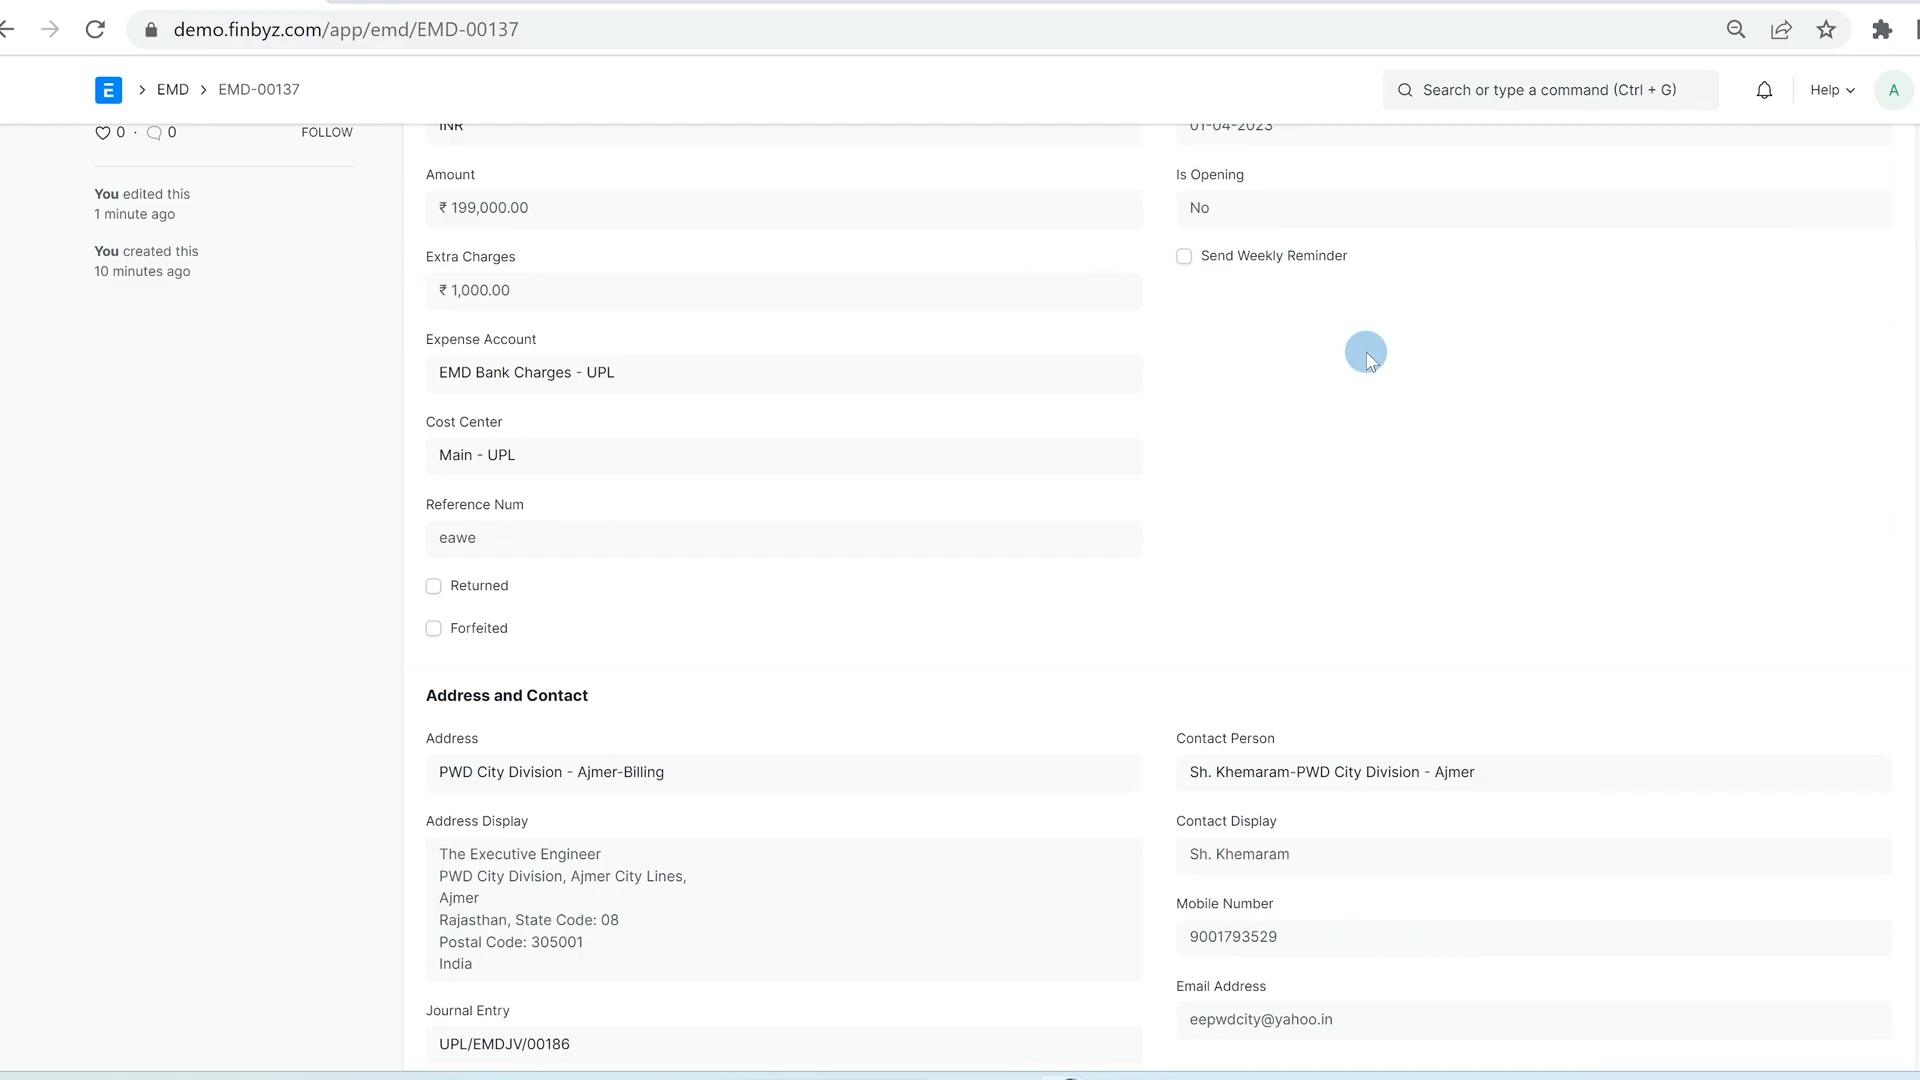 demo.finbyz.com/app/emd/EMD-00137
E
EMD
EMD-00137
Search or type a command (Ctrl + G)
Help
A
0 · 0
FOLLOW
You edited this
1 minute ago
You created this
10 minutes ago
INR
Amount
₹ 199,000.00
Extra Charges
₹ 1,000.00
Expense Account
EMD Bank Charges - UPL
Cost Center
Main - UPL
Reference Num
eawe
Returned
Forfeited
01-04-2023
Is Opening
No
Send Weekly Reminder
Address and Contact
Address
PWD City Division - Ajmer-Billing
Address Display
The Executive Engineer
PWD City Division, Ajmer City Lines,
Ajmer
Rajasthan, State Code: 08
Postal Code: 305001
India
Journal Entry
UPL/EMDJV/00186
Contact Person
Sh. Khemaram-PWD City Division - Ajmer
Contact Display
Sh. Khemaram
Mobile Number
9001793529
Email Address
eepwdcity@yahoo.in